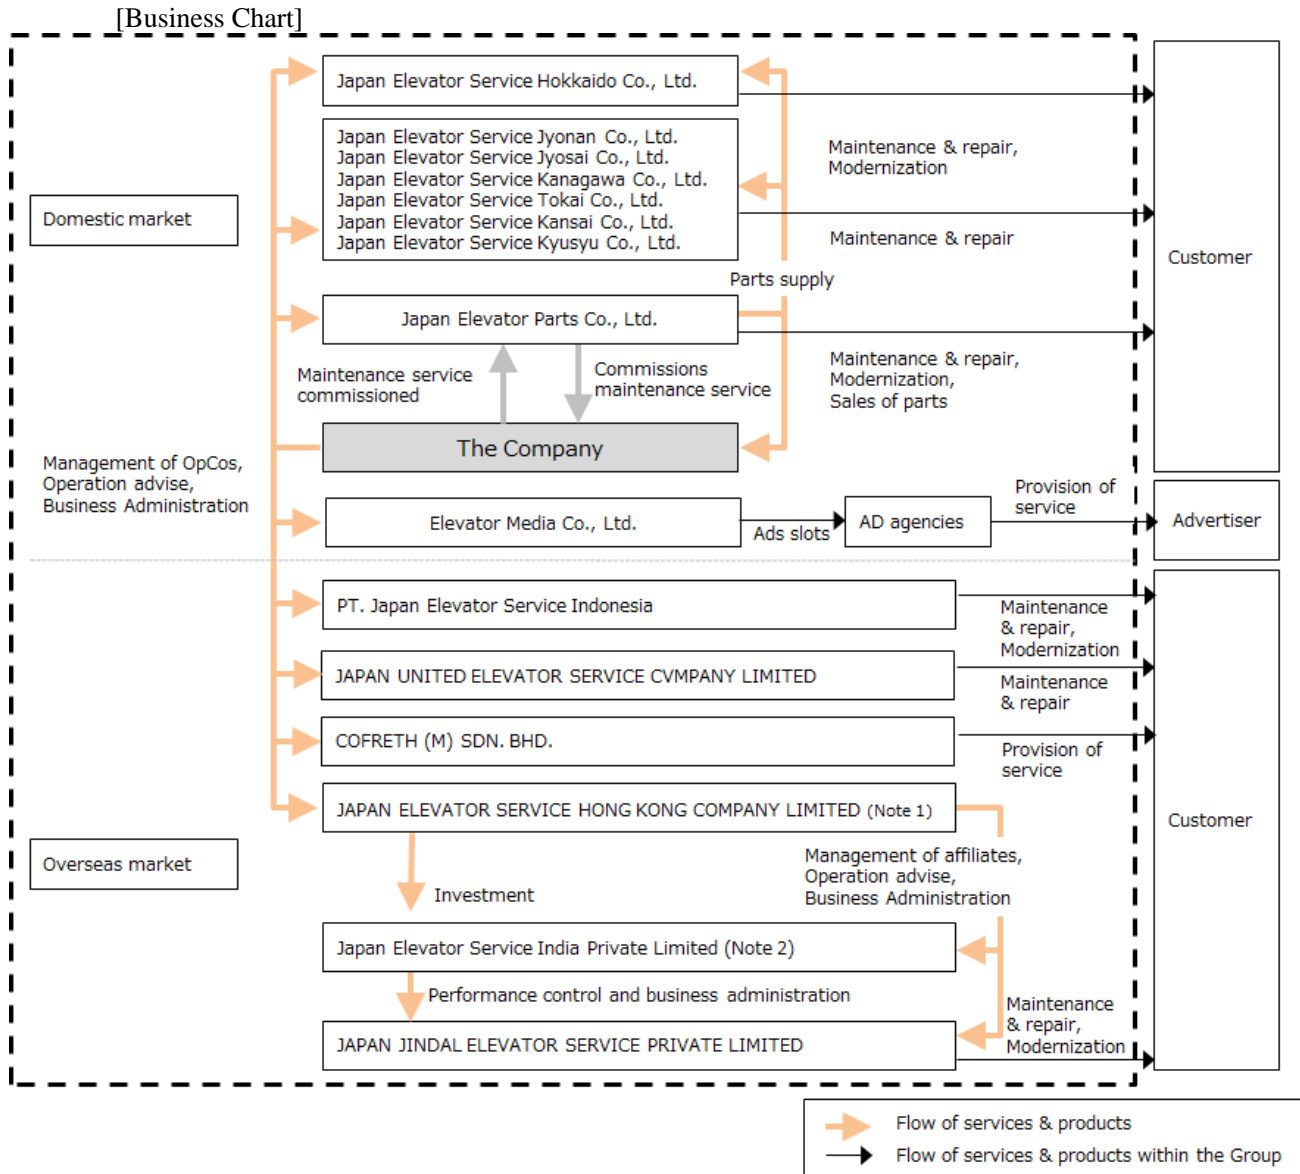 [Business Chart]
Japan Elevator Service Hokkaido Co., Ltd.
Japan Elevator Service Jyonan Co., Ltd.
Japan Elevator Service Jyosai Co., Ltd.
Japan Elevator Service Kanagawa Co., Ltd.
Japan Elevator Service Tokai Co., Ltd.
Japan Elevator Service Kansai Co., Ltd.
Japan Elevator Service Kyusyu Co., Ltd.
Maintenance & repair,
Modernization
Domestic market
Maintenance & repair
Customer
Parts supply
Japan Elevator Parts Co., Ltd.
Maintenance service
commissioned
Commissions
maintenance service
Maintenance & repair,
Modernization,
Sales of parts
The Company
Management of OpCos,
Operation advise,
Business Administration
Elevator Media Co., Ltd.
Ads slots
AD agencies
Provision of
service
Advertiser
PT. Japan Elevator Service Indonesia
Maintenance
& repair,
Modernization
JAPAN UNITED ELEVATOR SERVICE CVMPANY LIMITED
Maintenance
& repair
COFRETH (M) SDN. BHD.
Provision of
service
JAPAN ELEVATOR SERVICE HONG KONG COMPANY LIMITED (Note 1)
Customer
Overseas market
Management of affiliates,
Operation advise,
Business Administration
Investment
Japan Elevator Service India Private Limited (Note 2)
Performance control and business administration
Maintenance
& repair,
Modernization
JAPAN JINDAL ELEVATOR SERVICE PRIVATE LIMITED
Flow of services & products
Flow of services & products within the Group